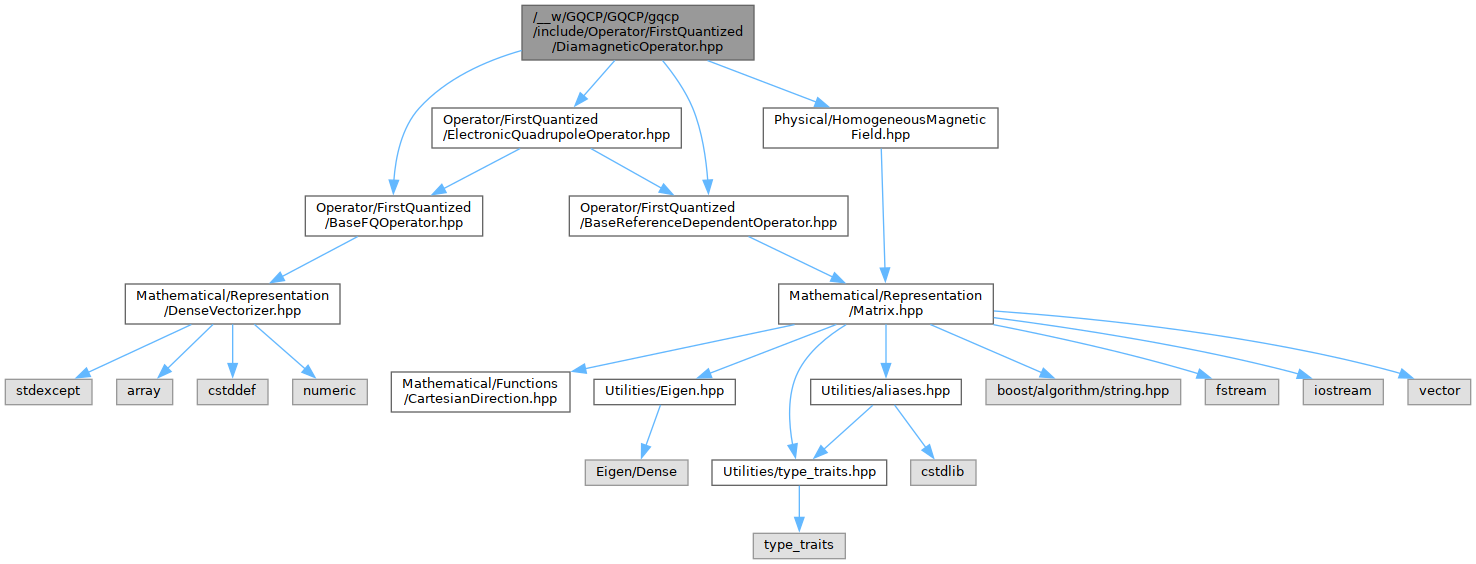 /__w/GQCP/GQCP/gqcp
/include/Operator/FirstQuantized
/DiamagneticOperator.hpp
Operator/FirstQuantized
/ElectronicQuadrupoleOperator.hpp
Physical/HomogeneousMagnetic
Field.hpp
Operator/FirstQuantized
/BaseFQOperator.hpp
Operator/FirstQuantized
/BaseReferenceDependentOperator.hpp
Mathematical/Representation
/DenseVectorizer.hpp
Mathematical/Representation
/Matrix.hpp
stdexcept
array
cstddef
numeric
Mathematical/Functions
/CartesianDirection.hpp
Utilities/Eigen.hpp
Utilities/aliases.hpp
boost/algorithm/string.hpp
fstream
iostream
vector
Eigen/Dense
Utilities/type_traits.hpp
cstdlib
type_traits